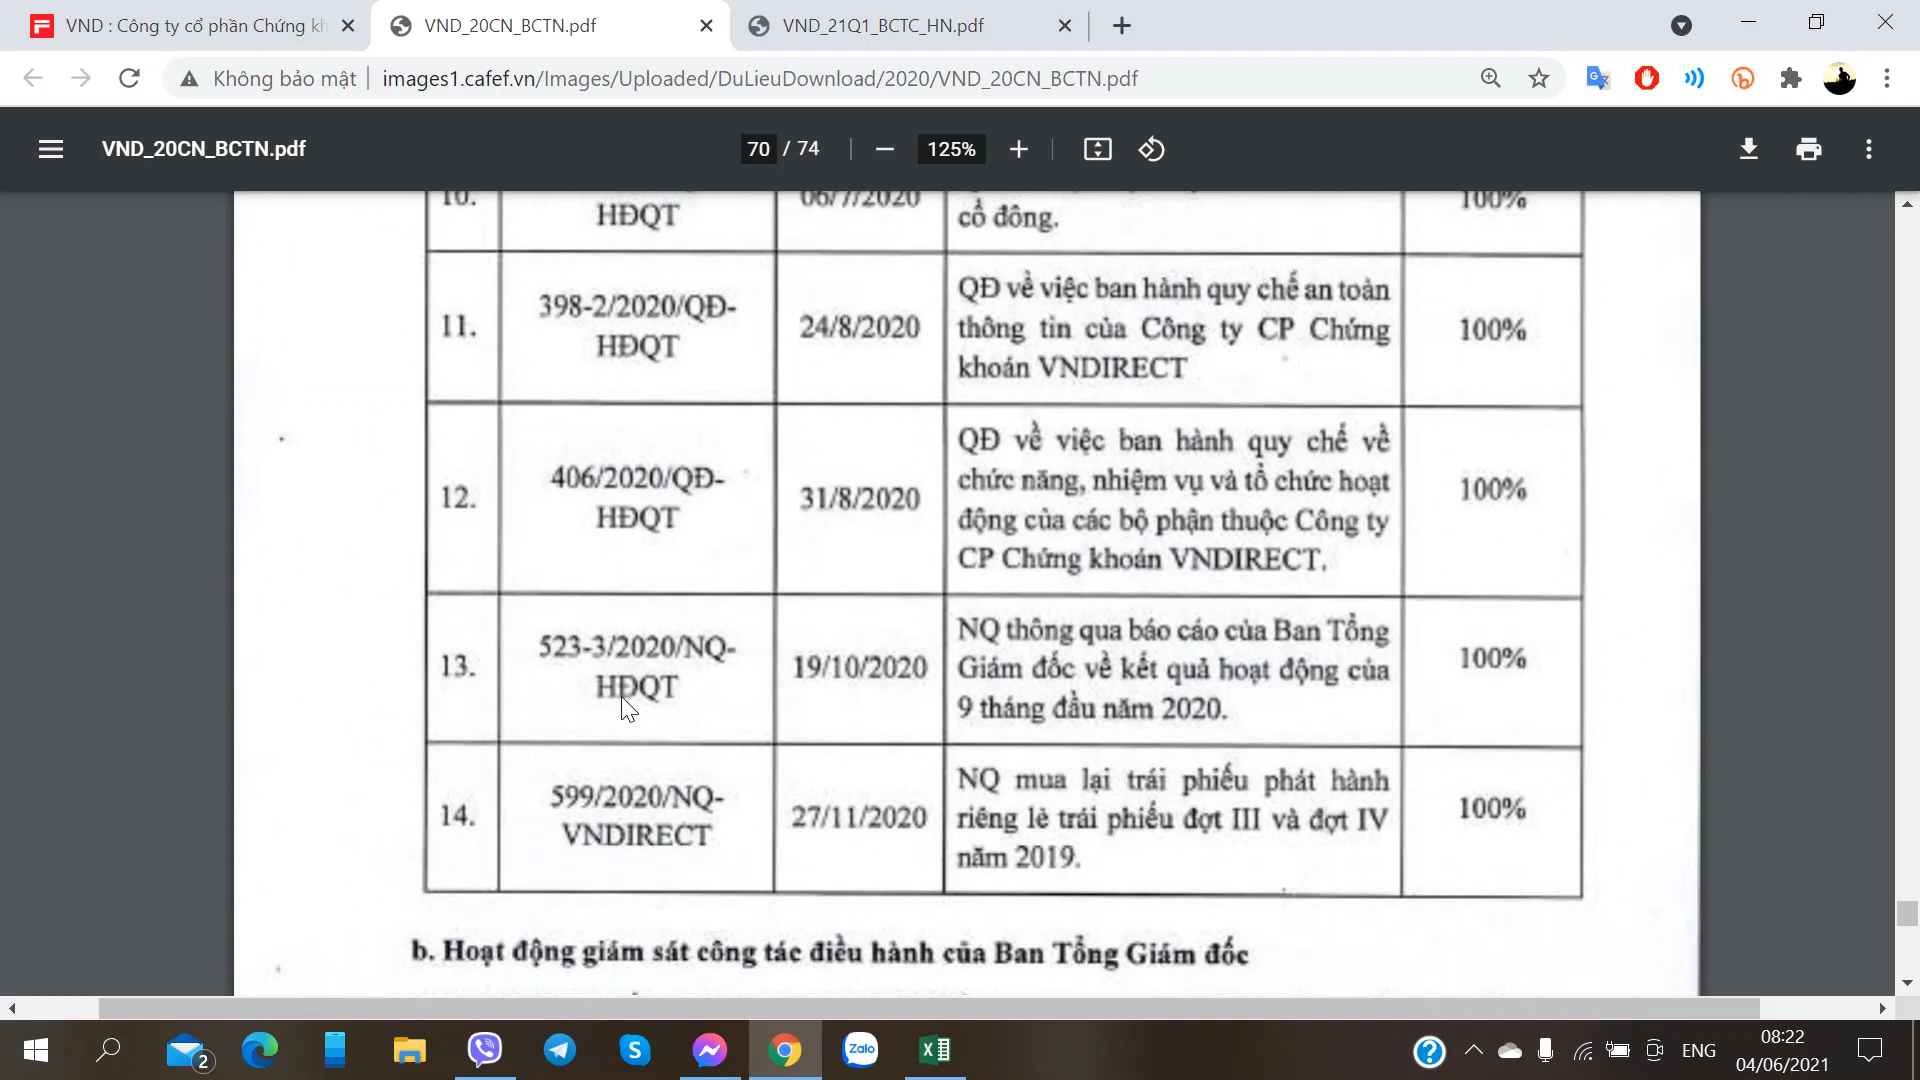 VND : Công ty cổ phần Chứng kh
VND_20CN_BCTN.pdf
VND_21Q1_BCTC_HN.pdf
Không bảo mật
images1.cafef.vn/Images/Uploaded/DuLieuDownload/2020/VND_20CN_BCTN.pdf
VND_20CN_BCTN.pdf
70 / 74
125%
10.
HĐQT
06/7/2020
cổ đông.
100%
11.
398-2/2020/QĐ-
HĐQT
24/8/2020
QĐ về việc ban hành quy chế an toàn
thông tin của Công ty CP Chứng
khoán VNDIRECT
100%
12.
406/2020/QĐ-
HĐQT
31/8/2020
QĐ về việc ban hành quy chế về
chức năng, nhiệm vụ và tổ chức hoạt
động của các bộ phận thuộc Công ty
CP Chứng khoán VNDIRECT.
100%
13.
523-3/2020/NQ-
HĐQT
19/10/2020
NQ thông qua báo cáo của Ban Tổng
Giám đốc về kết quả hoạt động của
9 tháng đầu năm 2020.
100%
14.
599/2020/NQ-
VNDIRECT
27/11/2020
NQ mua lại trái phiếu phát hành
riêng lẻ trái phiếu đợt III và đợt IV
năm 2019.
100%
b. Hoạt động giám sát công tác điều hành của Ban Tổng Giám đốc
2
Zalo
ENG
08:22
04/06/2021